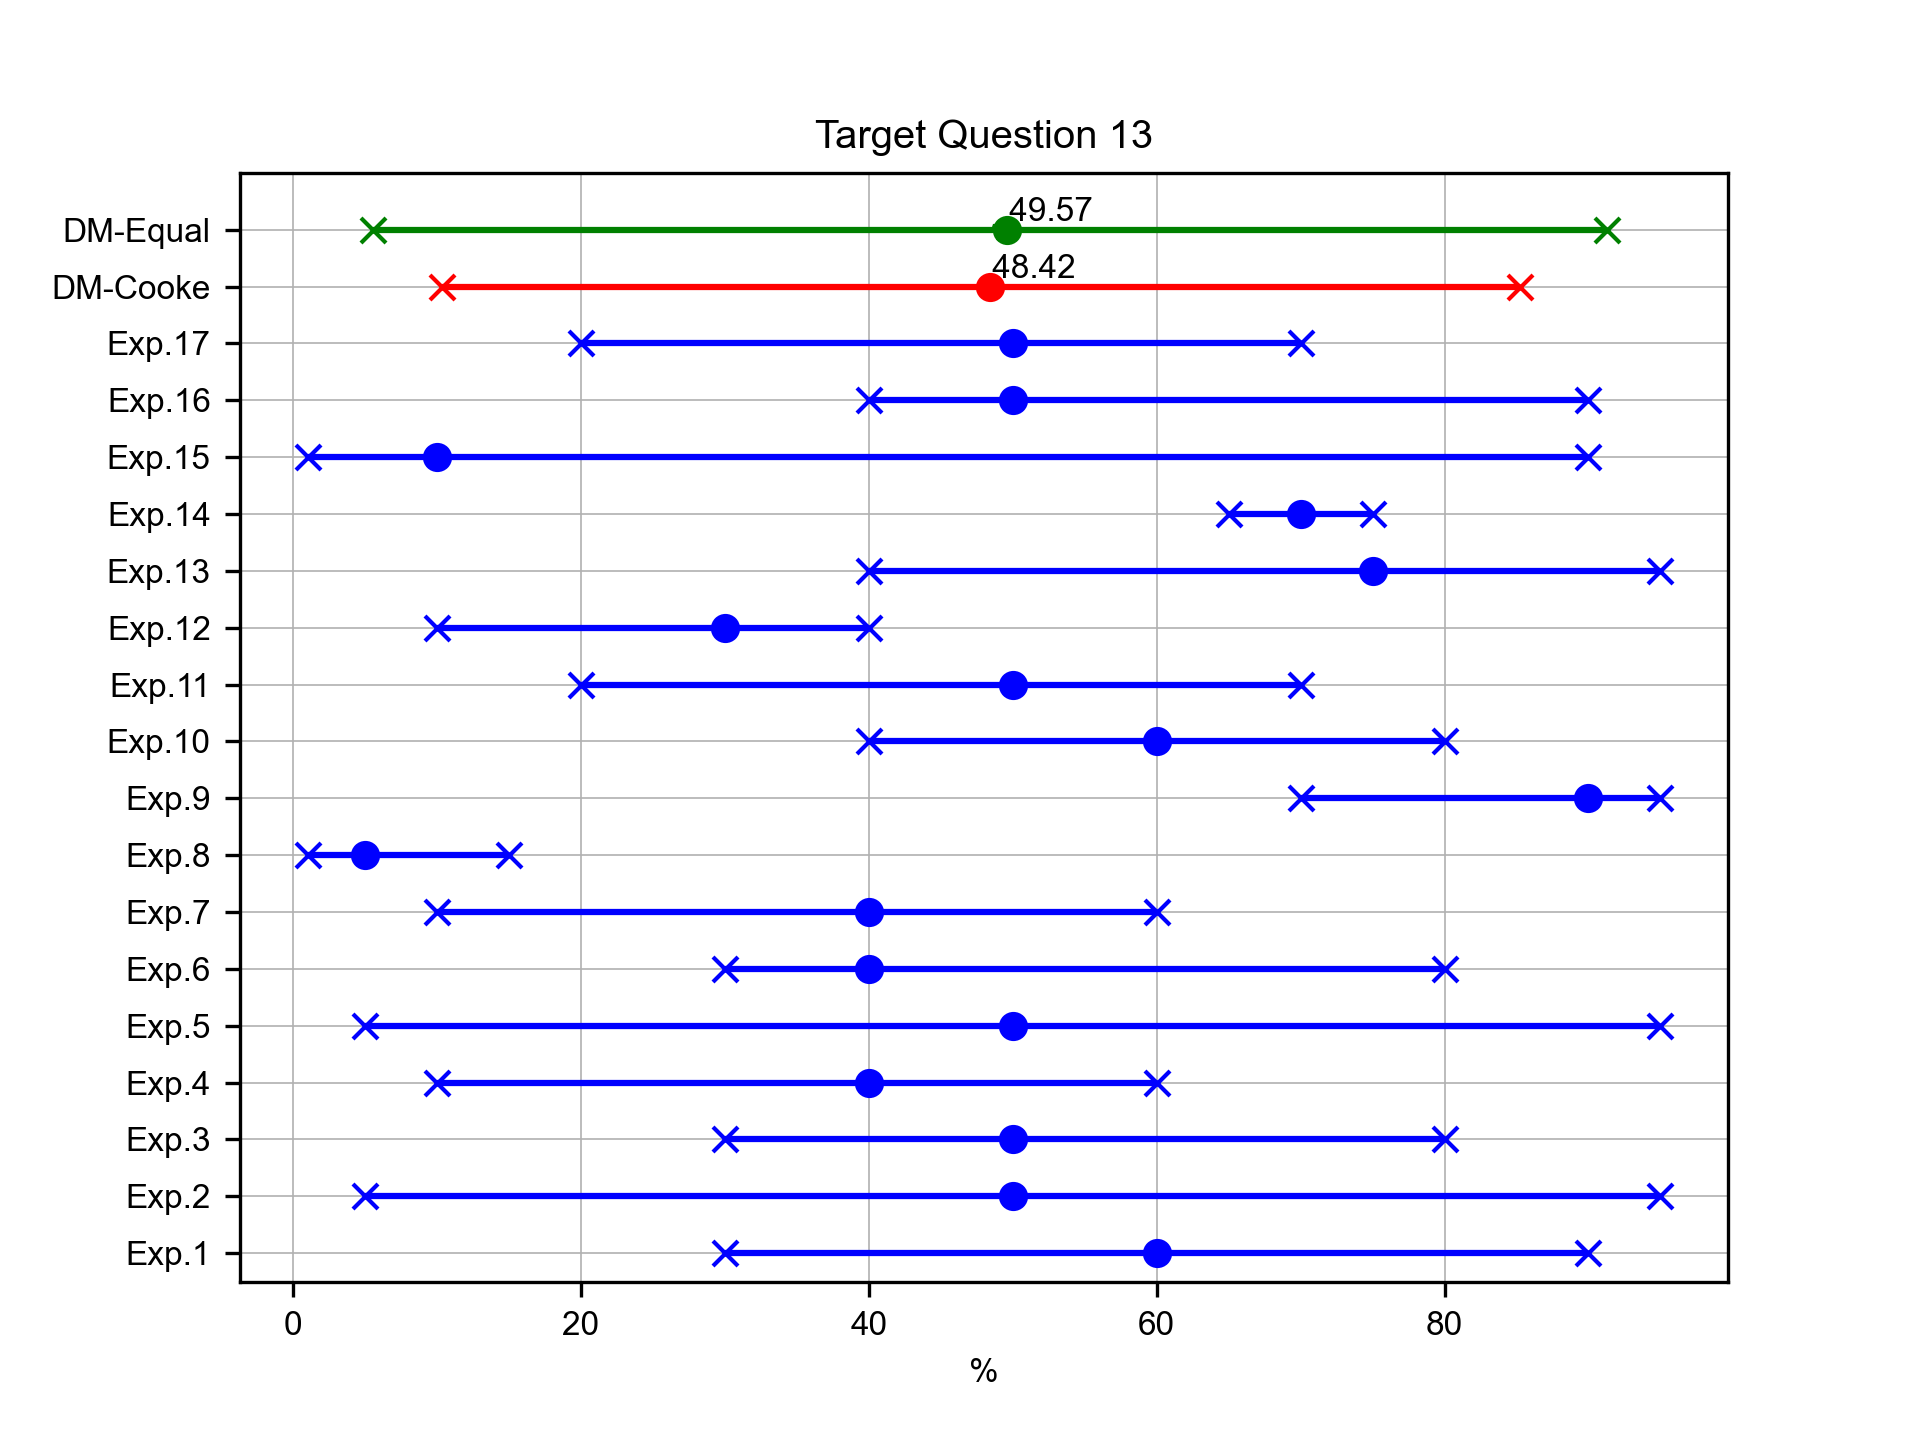 Target Question 13
DM-Equal
49.57
DM-Cooke
48.42
Exp.17
Exp.16
Exp.15
Exp.14
Exp.13
Exp.12
Exp.11
Exp.10
Exp.9
Exp.8
Exp.7
Exp.6
Exp.5
Exp.4
Exp.3
Exp.2
Exp.1
0 20 40 60 80
%